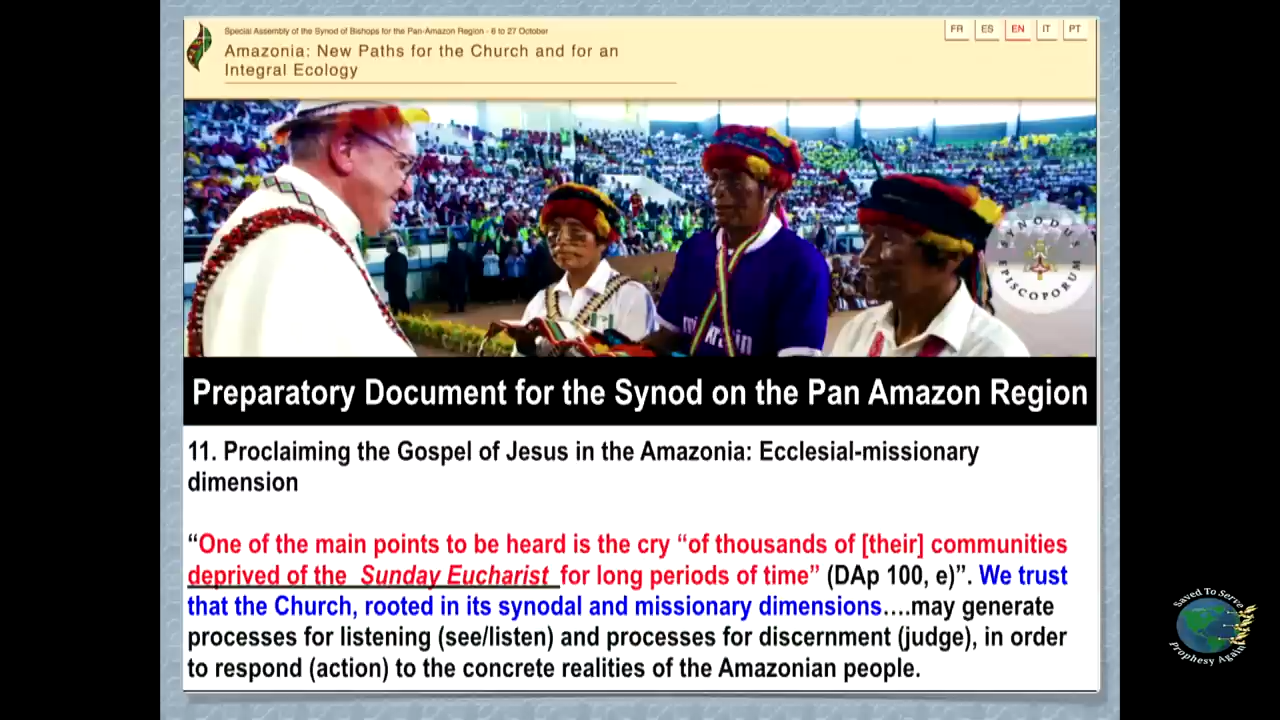 Special Assembly of the Synod of Bishops for the Pan-Amazon Region - 6 to 27 October
Amazonia: New Paths for the Church and for an
Integral Ecology
FR ES EN IT PT
SYNODUS EPISCOPORUM
Preparatory Document for the Synod on the Pan Amazon Region
11. Proclaiming the Gospel of Jesus in the Amazonia: Ecclesial-missionary
dimension
“One of the main points to be heard is the cry “of thousands of [their] communities
deprived of the Sunday Eucharist for long periods of time” (DAp 100, e)”. We trust
that the Church, rooted in its synodal and missionary dimensions….may generate
processes for listening (see/listen) and processes for discernment (judge), in order
to respond (action) to the concrete realities of the Amazonian people.
Saved To Serve
Prophesy Again